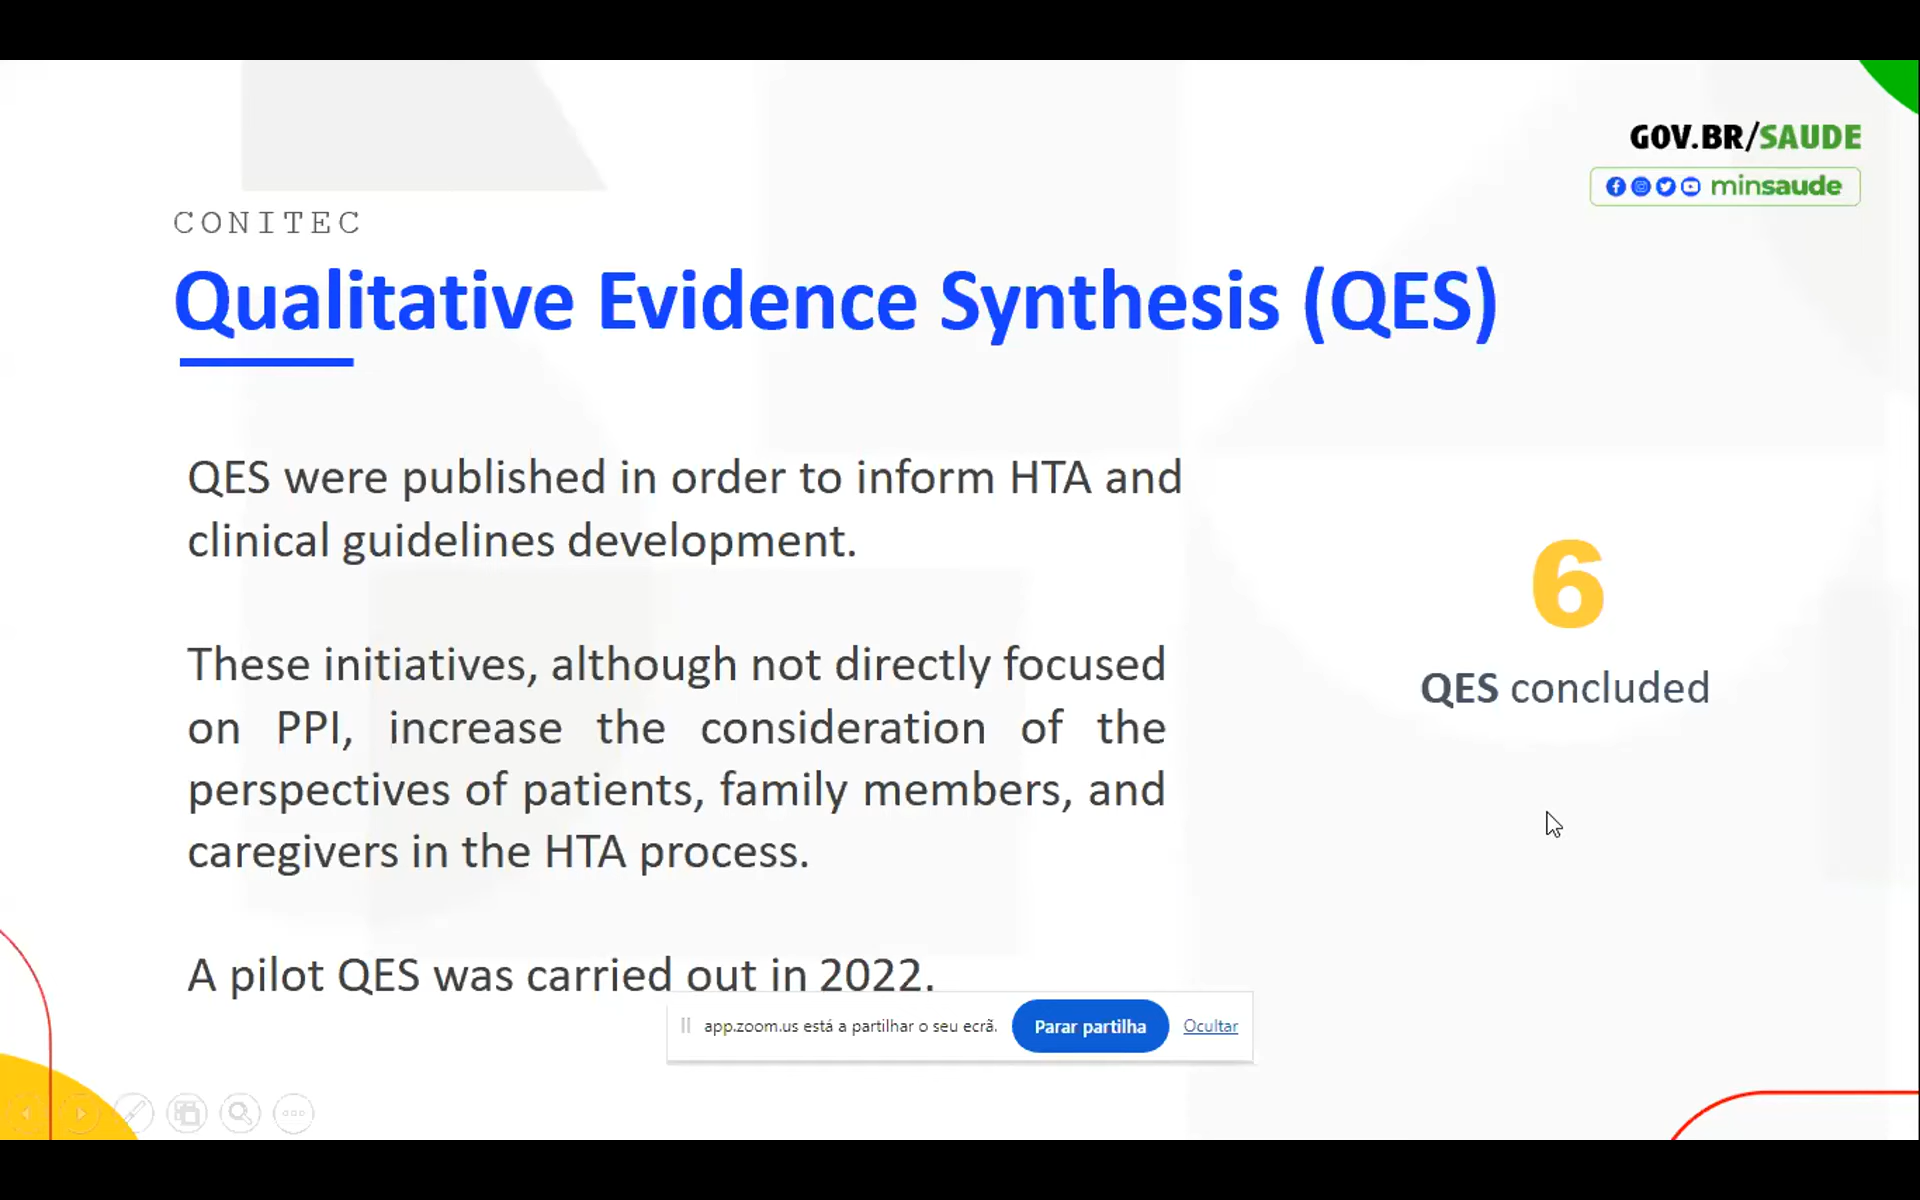 GOV.BR/SAUDE
minsaude
CONITEC
Qualitative Evidence Synthesis (QES)
QES were published in order to inform HTA and
clinical guidelines development.
These initiatives, although not directly focused
on PPI, increase the consideration of the
perspectives of patients, family members, and
caregivers in the HTA process.
A pilot QES was carried out in 2022.
6
QES concluded
app.zoom.us está a partilhar o seu ecrã. Parar partilha Ocultar